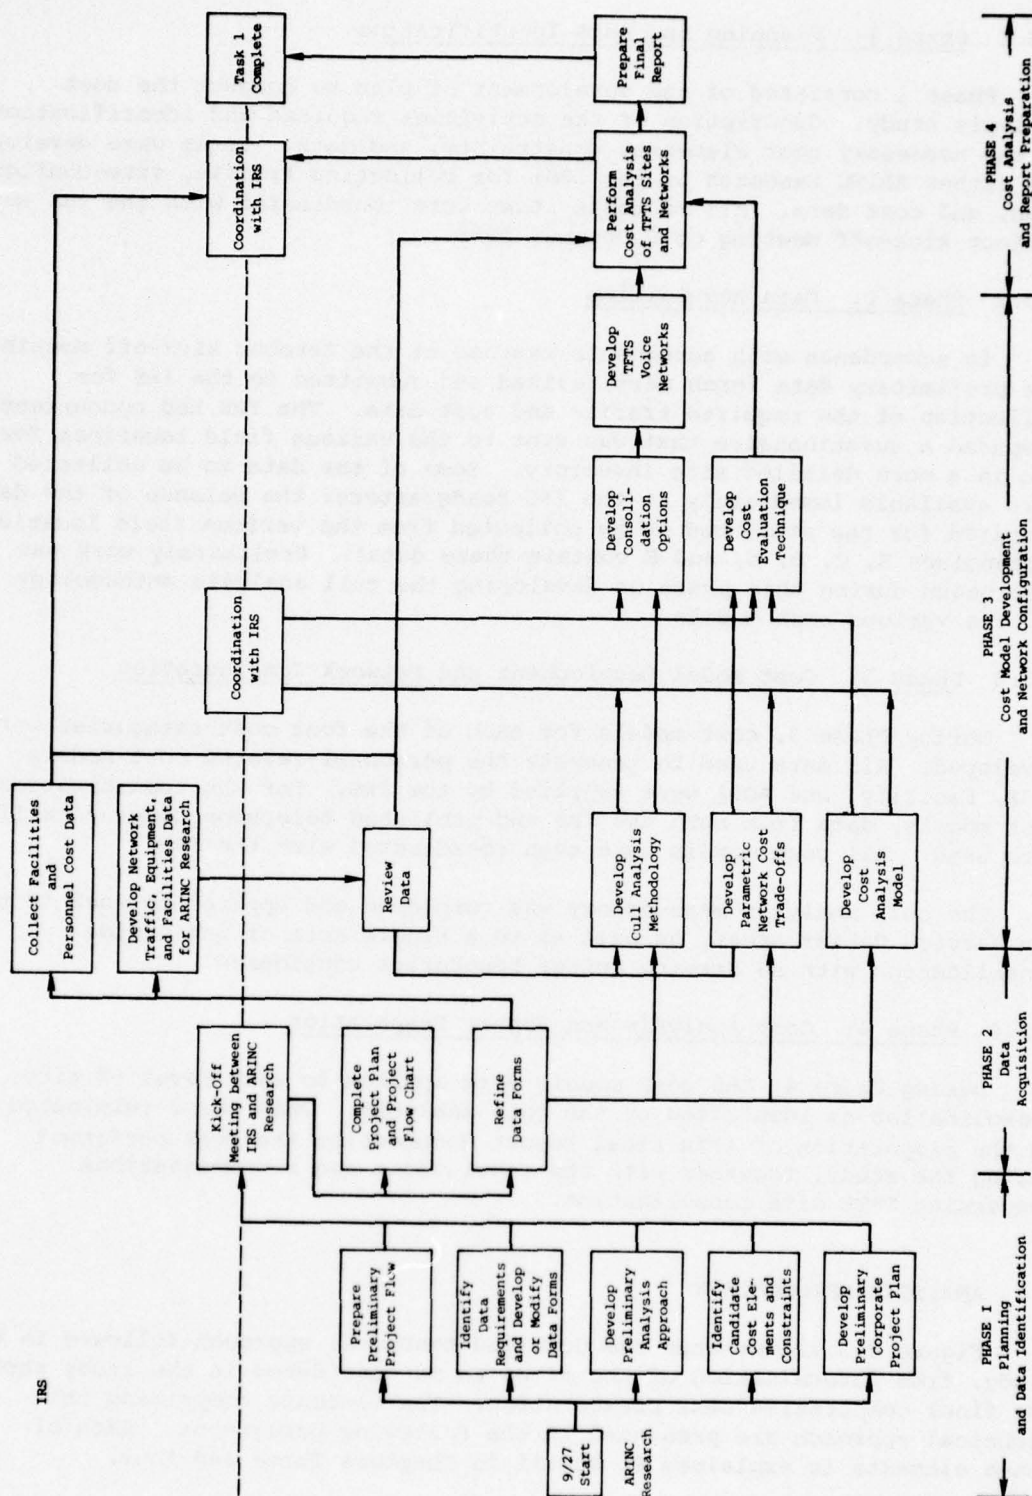 IRS
9/27
Start
ARINC
Research
Prepare
Preliminary
Project Flow
Identify
Data
Requirements
and Develop
or Modify
Data Forms
Develop
Preliminary
Analysis
Approach
Identify
Candidate
Cost Ele-
ments and
Constraints
Develop
Preliminary
Corporate
Project Plan
Kick-Off
Meeting between
IRS and ARINC
Research
Complete
Project Plan
and Project
Flow Chart
Refine
Data Forms
Collect Facilities
and
Personnel Cost Data
Develop Network
Traffic, Equipment,
and Facilities Data
for ARINC Research
Review
Data
Develop
Cull Analysis
Methodology
Develop
Parametric
Network Cost
Trade-Offs
Develop
Cost
Analysis
Model
Coordination
with IRS
Develop
Consoli-
dation
Options
Develop
Cost
Evaluation
Technique
Develop
TFTS
Voice
Networks
Perform
Cost Analysis
of TFTS Sites
and Networks
Coordination
with IRS
Prepare
Final
Report
Task 1
Complete
PHASE I
Planning
and Data Identification
PHASE 2
Data
Acquisition
PHASE 3
Cost Model Development
and Network Configuration
PHASE 4
Cost Analysis
and Report Preparation